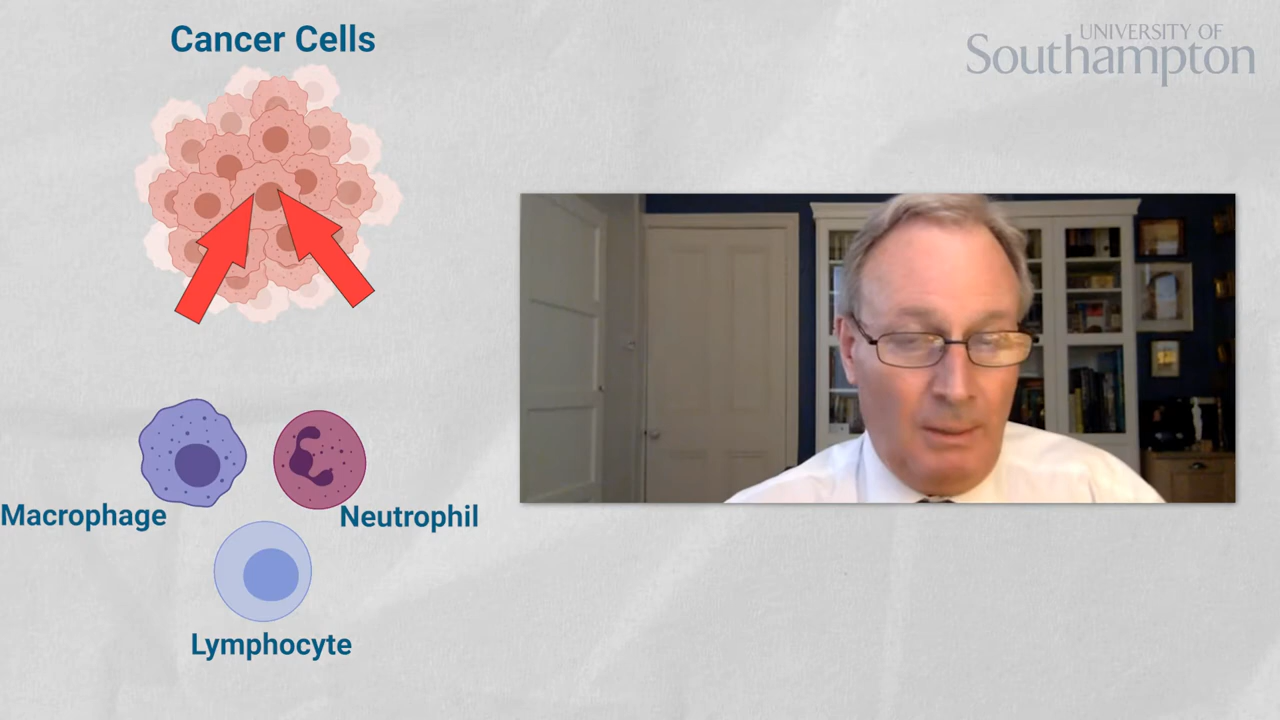 Cancer Cells
UNIVERSITY OF
Southampton
Macrophage
Neutrophil
Lymphocyte